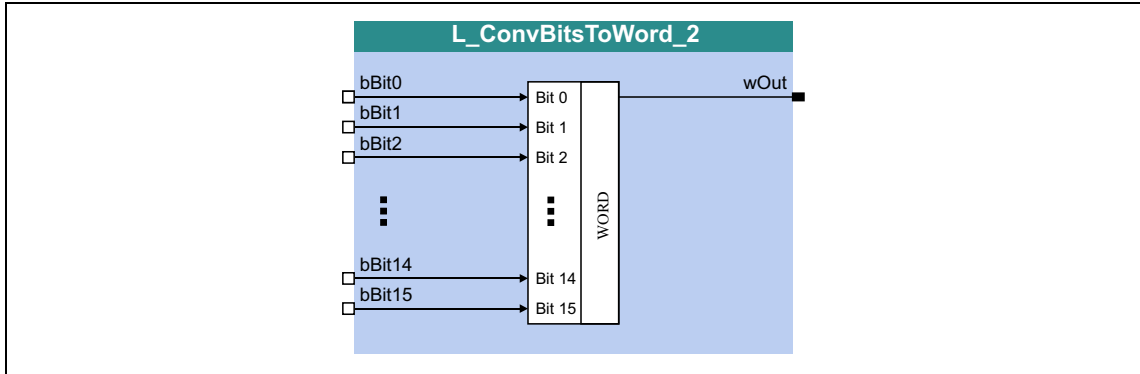 L_ConvBitsToWord_2
bBit0
Bit 0
wOut
bBit1
Bit 1
bBit2
Bit 2
WORD
bBit14
Bit 14
bBit15
Bit 15